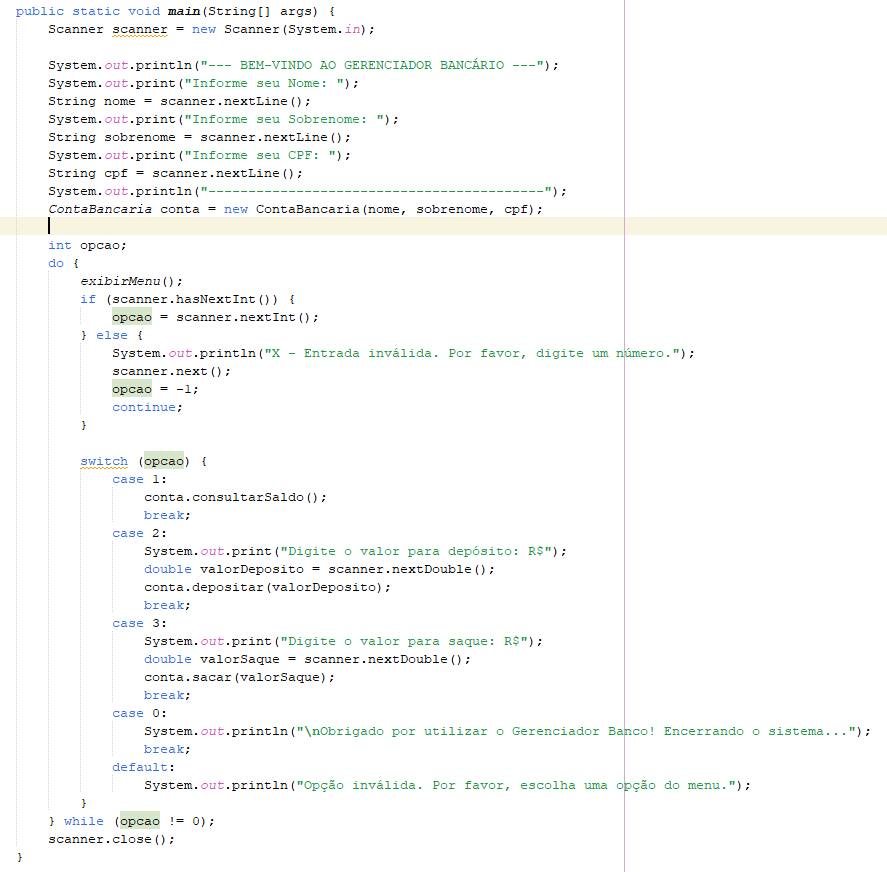 public static void main(String[] args) {
    Scanner scanner = new Scanner(System.in);

    System.out.println("--- BEM-VINDO AO GERENCIADOR BANCÁRIO ---");
    System.out.print("Informe seu Nome: ");
    String nome = scanner.nextLine();
    System.out.print("Informe seu Sobrenome: ");
    String sobrenome = scanner.nextLine();
    System.out.print("Informe seu CPF: ");
    String cpf = scanner.nextLine();
    System.out.println("------------------------------------------");
    ContaBancaria conta = new ContaBancaria(nome, sobrenome, cpf);

    int opcao;
    do {
        exibirMenu();
        if (scanner.hasNextInt()) {
            opcao = scanner.nextInt();
        } else {
            System.out.println("X - Entrada inválida. Por favor, digite um número.");
            scanner.next();
            opcao = -1;
            continue;
        }

        switch (opcao) {
            case 1:
                conta.consultarSaldo();
                break;
            case 2:
                System.out.print("Digite o valor para depósito: R$");
                double valorDeposito = scanner.nextDouble();
                conta.depositar(valorDeposito);
                break;
            case 3:
                System.out.print("Digite o valor para saque: R$");
                double valorSaque = scanner.nextDouble();
                conta.sacar(valorSaque);
                break;
            case 0:
                System.out.println("\nObrigado por utilizar o Gerenciador Banco! Encerrando o sistema...");
                break;
            default:
                System.out.println("Opção inválida. Por favor, escolha uma opção do menu.");
        }
    } while (opcao != 0);
    scanner.close();
}